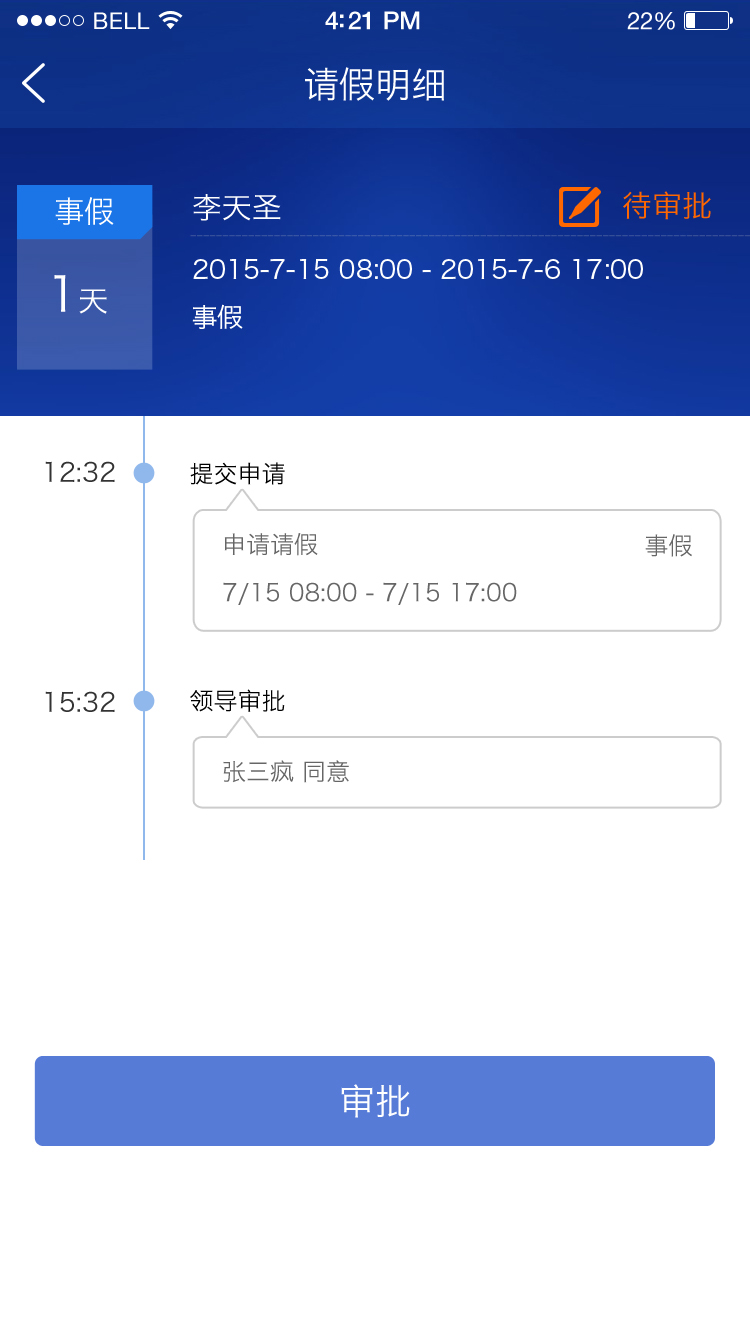 BELL 4:21 PM 22%
请假明细
事假
1天
李天圣 待审批
2015-7-15 08:00 - 2015-7-6 17:00
事假
12:32 提交申请
申请请假 事假
7/15 08:00 - 7/15 17:00
15:32 领导审批
张三疯 同意
审批